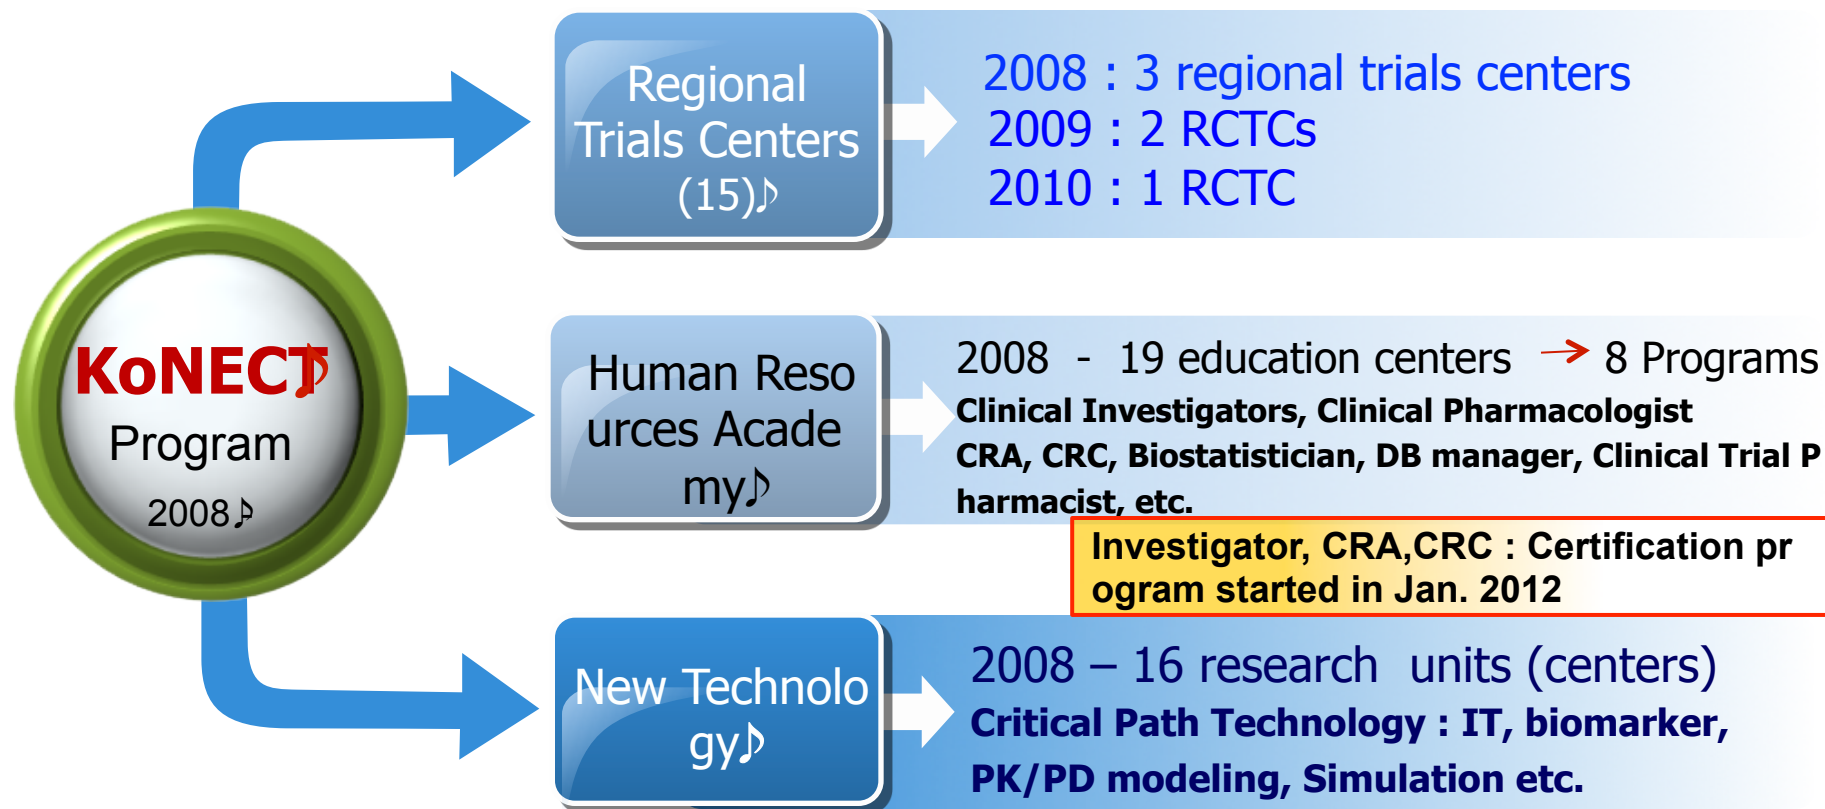 KoNECT♪
Program
2008♪
Regional
Trials Centers
(15)♪
2008 : 3 regional trials centers
2009 : 2 RCTCs
2010 : 1 RCTC
Human Reso
urces Acade
my♪
2008 - 19 education centers → 8 Programs
Clinical Investigators, Clinical Pharmacologist
CRA, CRC, Biostatistician, DB manager, Clinical Trial P
harmacist, etc.
Investigator, CRA,CRC : Certification pr
ogram started in Jan. 2012
New Technolo
gy♪
2008 – 16 research units (centers)
Critical Path Technology : IT, biomarker,
PK/PD modeling, Simulation etc.